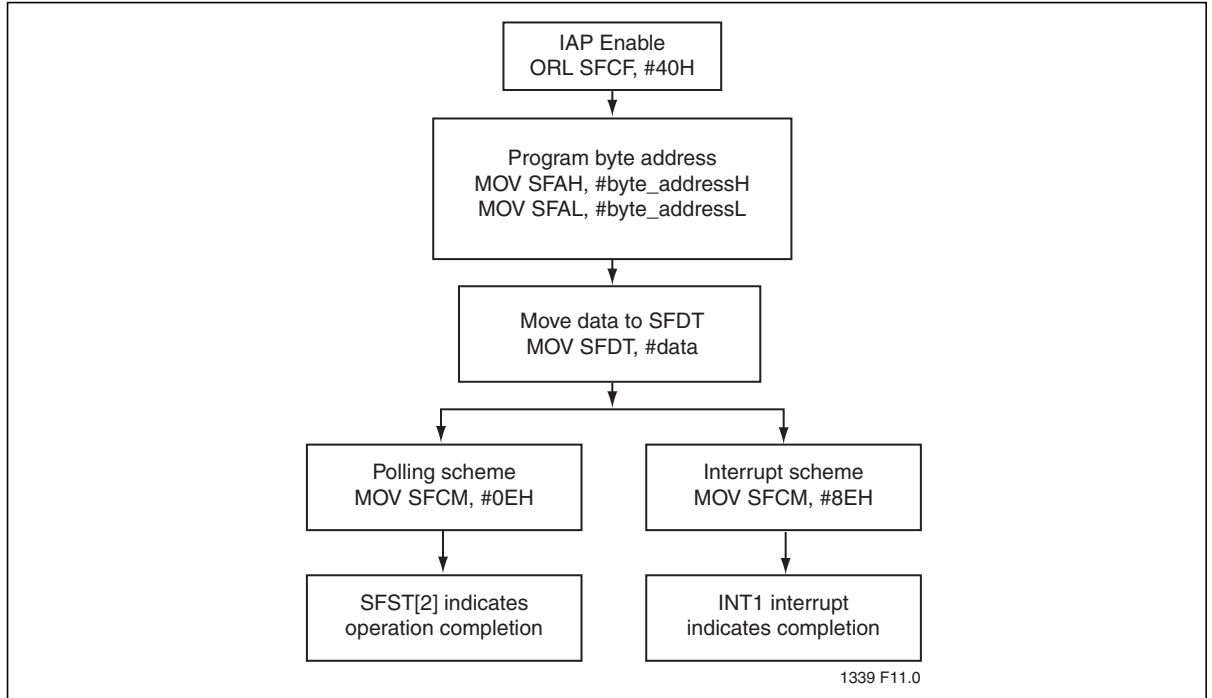 IAP Enable
ORL SFCF, #40H
Program byte address
MOV SFAH, #byte_addressH
MOV SFAL, #byte_addressL
Move data to SFDT
MOV SFDT, #data
Polling scheme
MOV SFCM, #0EH
Interrupt scheme
MOV SFCM, #8EH
SFST[2] indicates
operation completion
INT1 interrupt
indicates completion
1339 F11.0